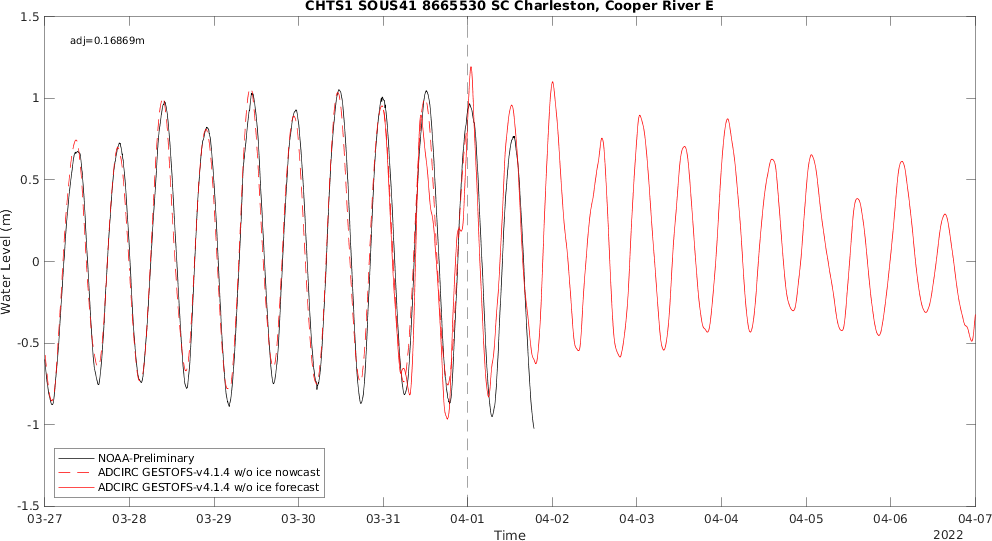 CHTS1 SOUS41 8665530 SC Charleston, Cooper River E
adj=0.16869m
1.5
1
0.5
0
-0.5
-1
-1.5
Water Level (m)
NOAA-Preliminary
ADCIRC GESTOFS-v4.1.4 w/o ice nowcast
ADCIRC GESTOFS-v4.1.4 w/o ice forecast
03-27 03-28 03-29 03-30 03-31 04-01 04-02 04-03 04-04 04-05 04-06 04-07
Time
2022